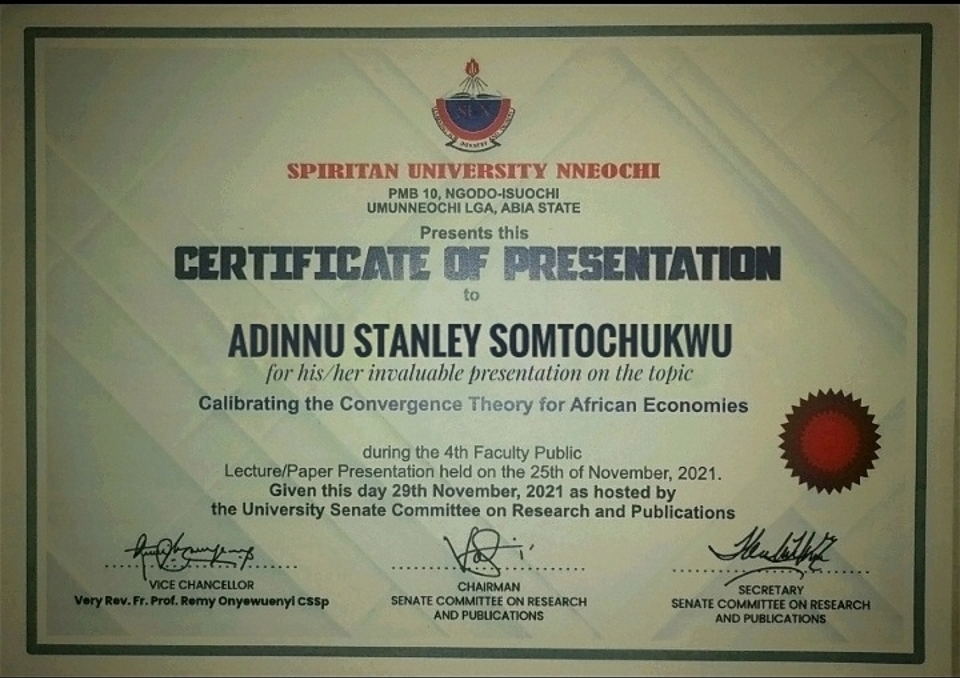 SUN
SPIRITAN UNIVERSITY NNEOCHI
PMB 10, NGODO-ISUOCHI
UMUNNEOCHI LGA, ABIA STATE
Presents this
CERTIFICATE OF PRESENTATION
to
ADINNU STANLEY SOMTOCHUKWU
for his/her invaluable presentation on the topic
Calibrating the Convergence Theory for African Economies
during the 4th Faculty Public
Lecture/Paper Presentation held on the 25th of November, 2021.
Given this day 29th November, 2021 as hosted by
the University Senate Committee on Research and Publications
VICE CHANCELLOR
Very Rev. Fr. Prof. Remy Onyewuenyi CSSp
CHAIRMAN
SENATE COMMITTEE ON RESEARCH
AND PUBLICATIONS
SECRETARY
SENATE COMMITTEE ON RESEARCH
AND PUBLICATIONS